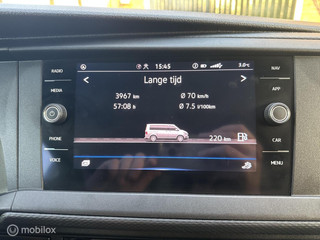 15:45
3.0°C
RADIO
NAV
Lange tijd
MEDIA
APP
3967 km
Ø 70 km/h
57:08 h
Ø 7.5 l/100km
PHONE
CAR
220 km
VOICE
MENU
mobilox